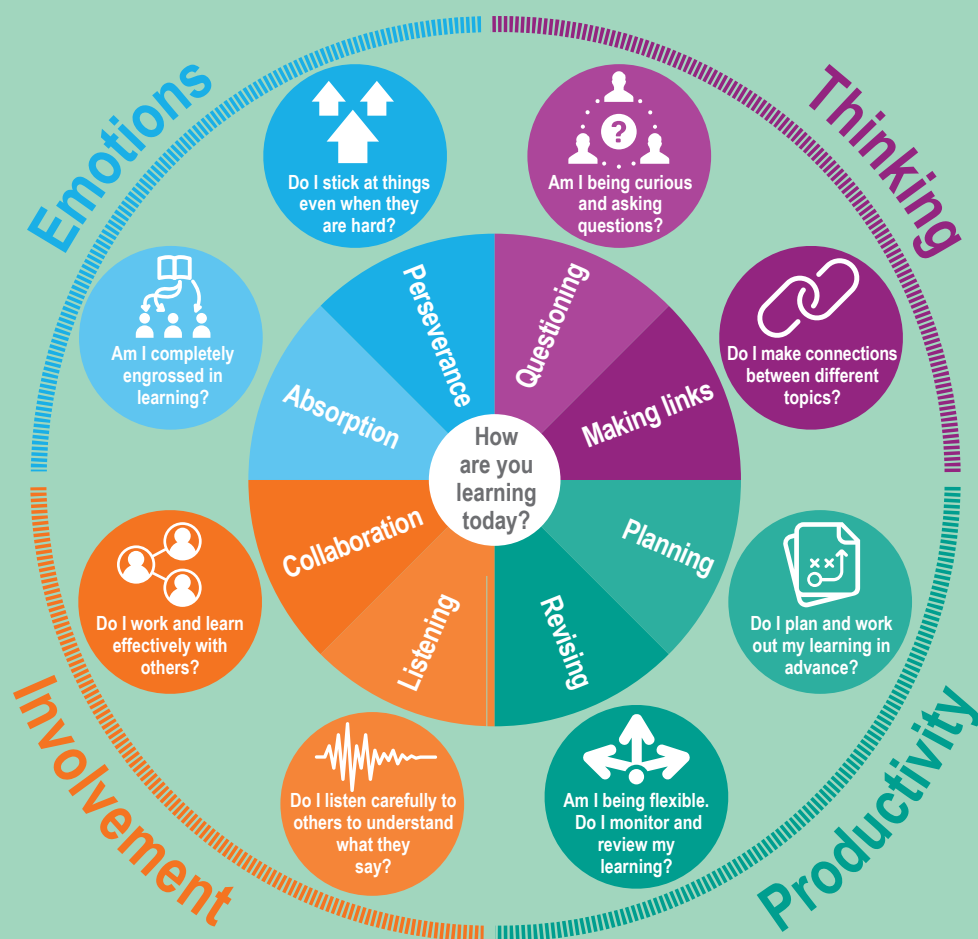 Emotions
Thinking
Do I stick at things
even when they
are hard?
Am I being curious
and asking
questions?
?
Am I completely
engrossed in
learning?
Do I make connections
between different
topics?
Perseverance
Questioning
Absorption
Making links
How
are you
learning
today?
Collaboration
Planning
Listening
Revising
Do I work and learn
effectively with
others?
Do I plan and work
out my learning in
advance?
Do I listen carefully to
others to understand
what they
say?
Am I being flexible.
Do I monitor and
review my
learning?
Involvement
Productivity